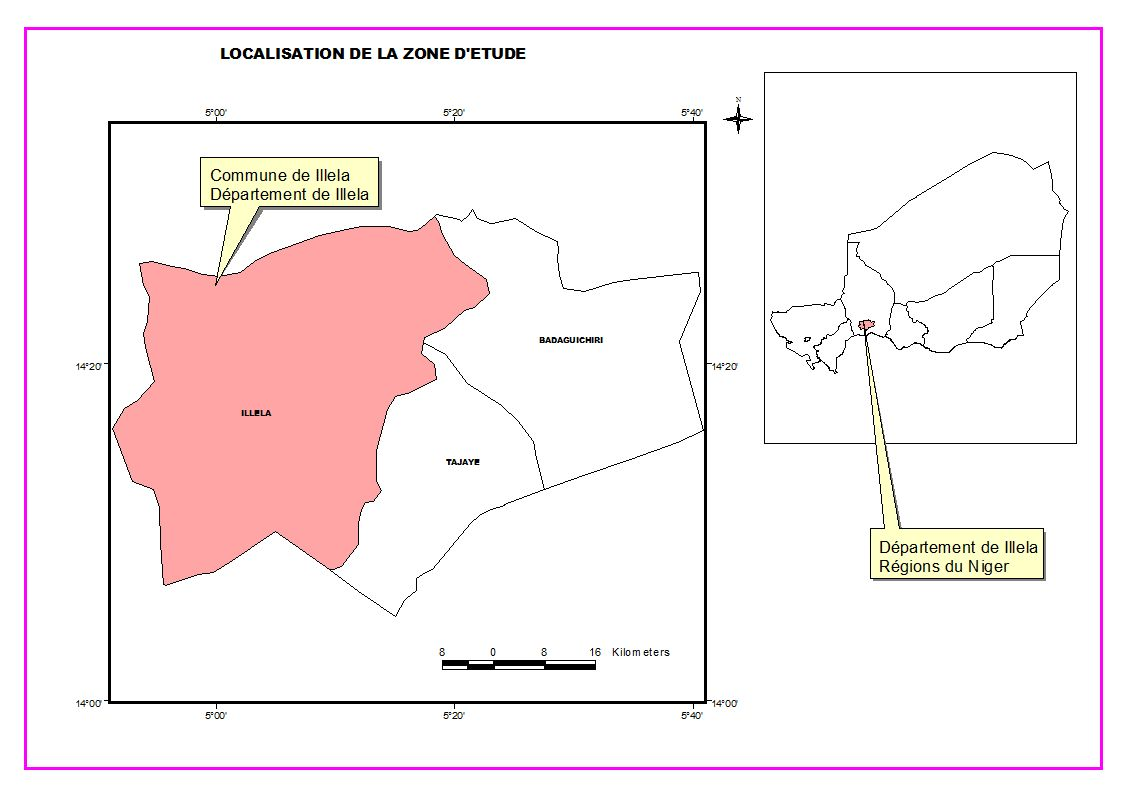 LOCALISATION DE LA ZONE D'ETUDE
5°00' 5°20' 5°40'
N
Commune de Illela
Département de Illela
BADAGUICHIRI
14°20' 14°20'
ILLELA
TAJAYE
Département de Illela
Régions du Niger
8 0 8 16 Kilometers
14°00' 14°00'
5°00' 5°20' 5°40'